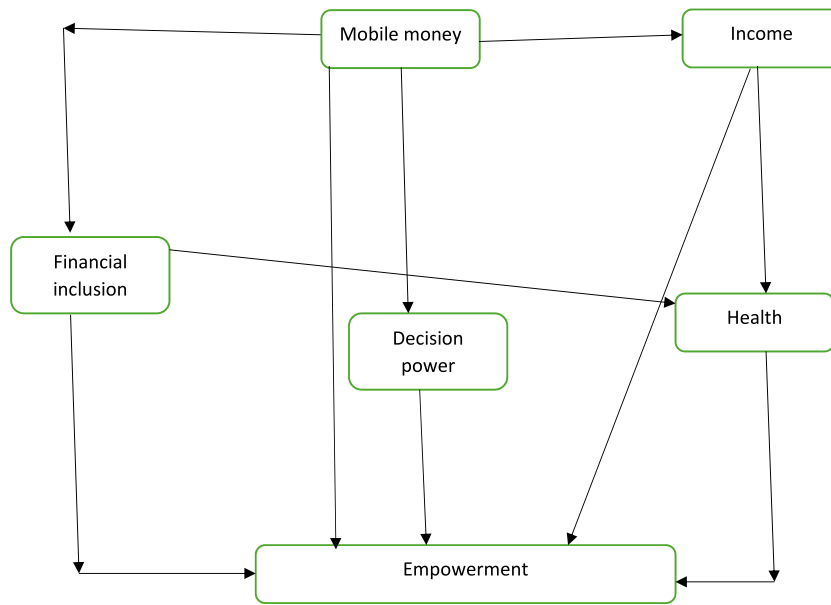 Mobile money
Income
Financial
inclusion
Health
Decision
power
Empowerment